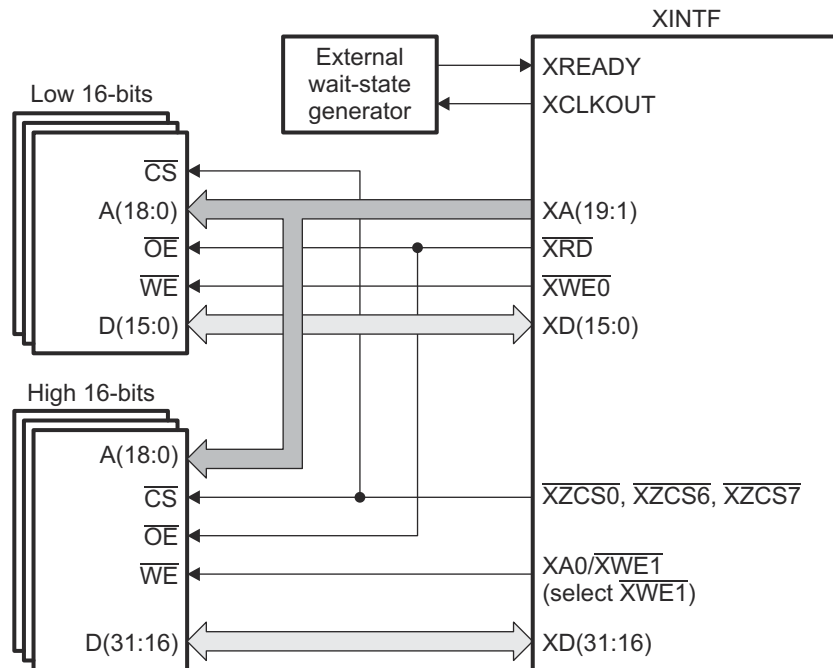 XINTF
External
wait-state
generator
XREADY
XCLKOUT
Low 16-bits
CS
A(18:0)
OE
WE
D(15:0)
XA(19:1)
XRD
XWE0
XD(15:0)
High 16-bits
A(18:0)
CS
OE
WE
D(31:16)
XZCS0, XZCS6, XZCS7
XA0/XWE1
(select XWE1)
XD(31:16)